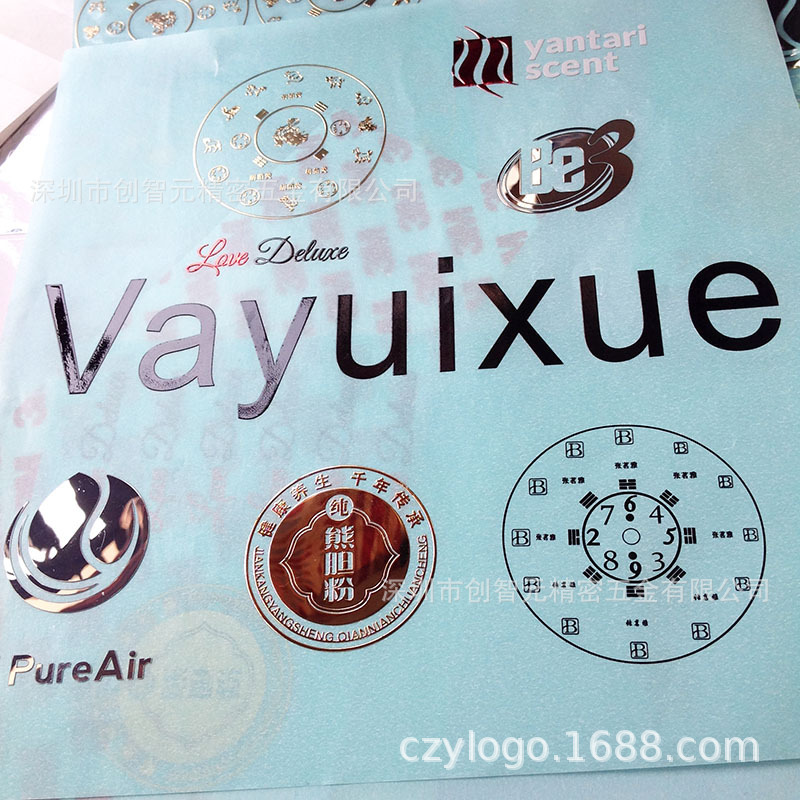 yantari
scent
Be3
深圳市创智元精密五金有限公司
Love Deluxe
Vayuixue
健康养生 千年传承
纯
熊胆粉
JIANKANGYANGSHENG QIANNIANCHUANCHENG
B
B
B
B
B
B
B
B
B
B
B
B
6
7 4
2 5
8 3
9
深圳市创智元精密五金有限公司
PureAir
czylogo.1688.com